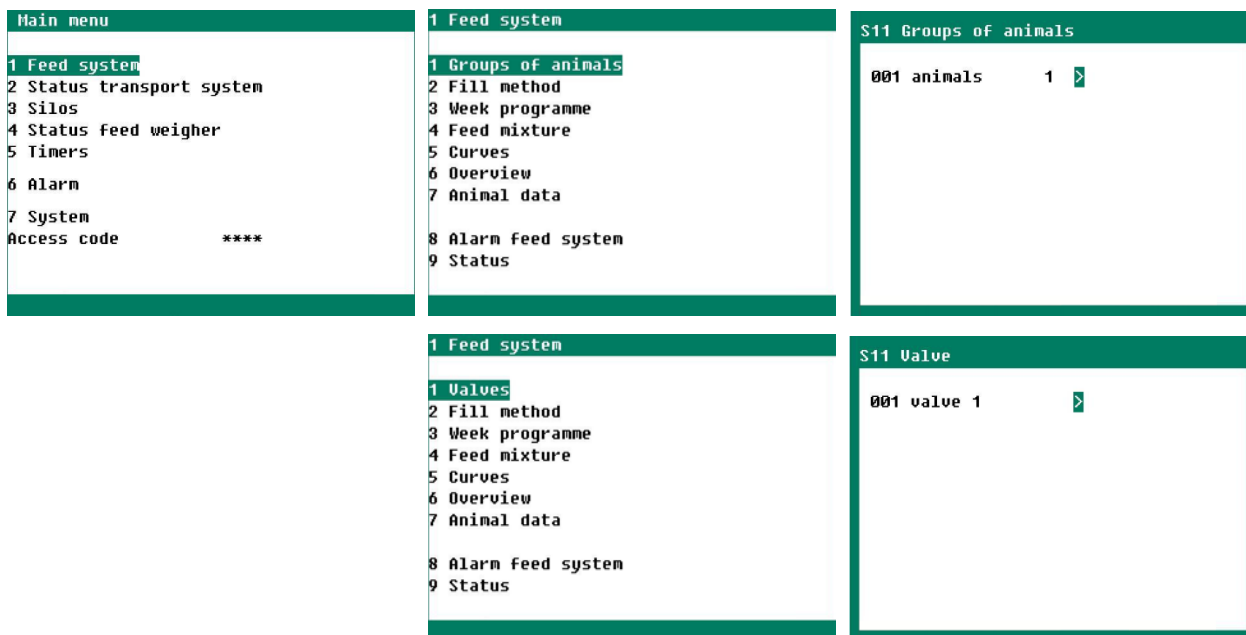 Main menu
1 Feed system
2 Status transport system
3 Silos
4 Status feed weigher
5 Timers
6 Alarm
7 System
Access code ****
1 Feed system
1 Groups of animals
2 Fill method
3 Week programme
4 Feed mixture
5 Curves
6 Overview
7 Animal data
8 Alarm feed system
9 Status
S11 Groups of animals
001 animals 1 >
1 Feed system
1 Valves
2 Fill method
3 Week programme
4 Feed mixture
5 Curves
6 Overview
7 Animal data
8 Alarm feed system
9 Status
S11 Valve
001 valve 1 >